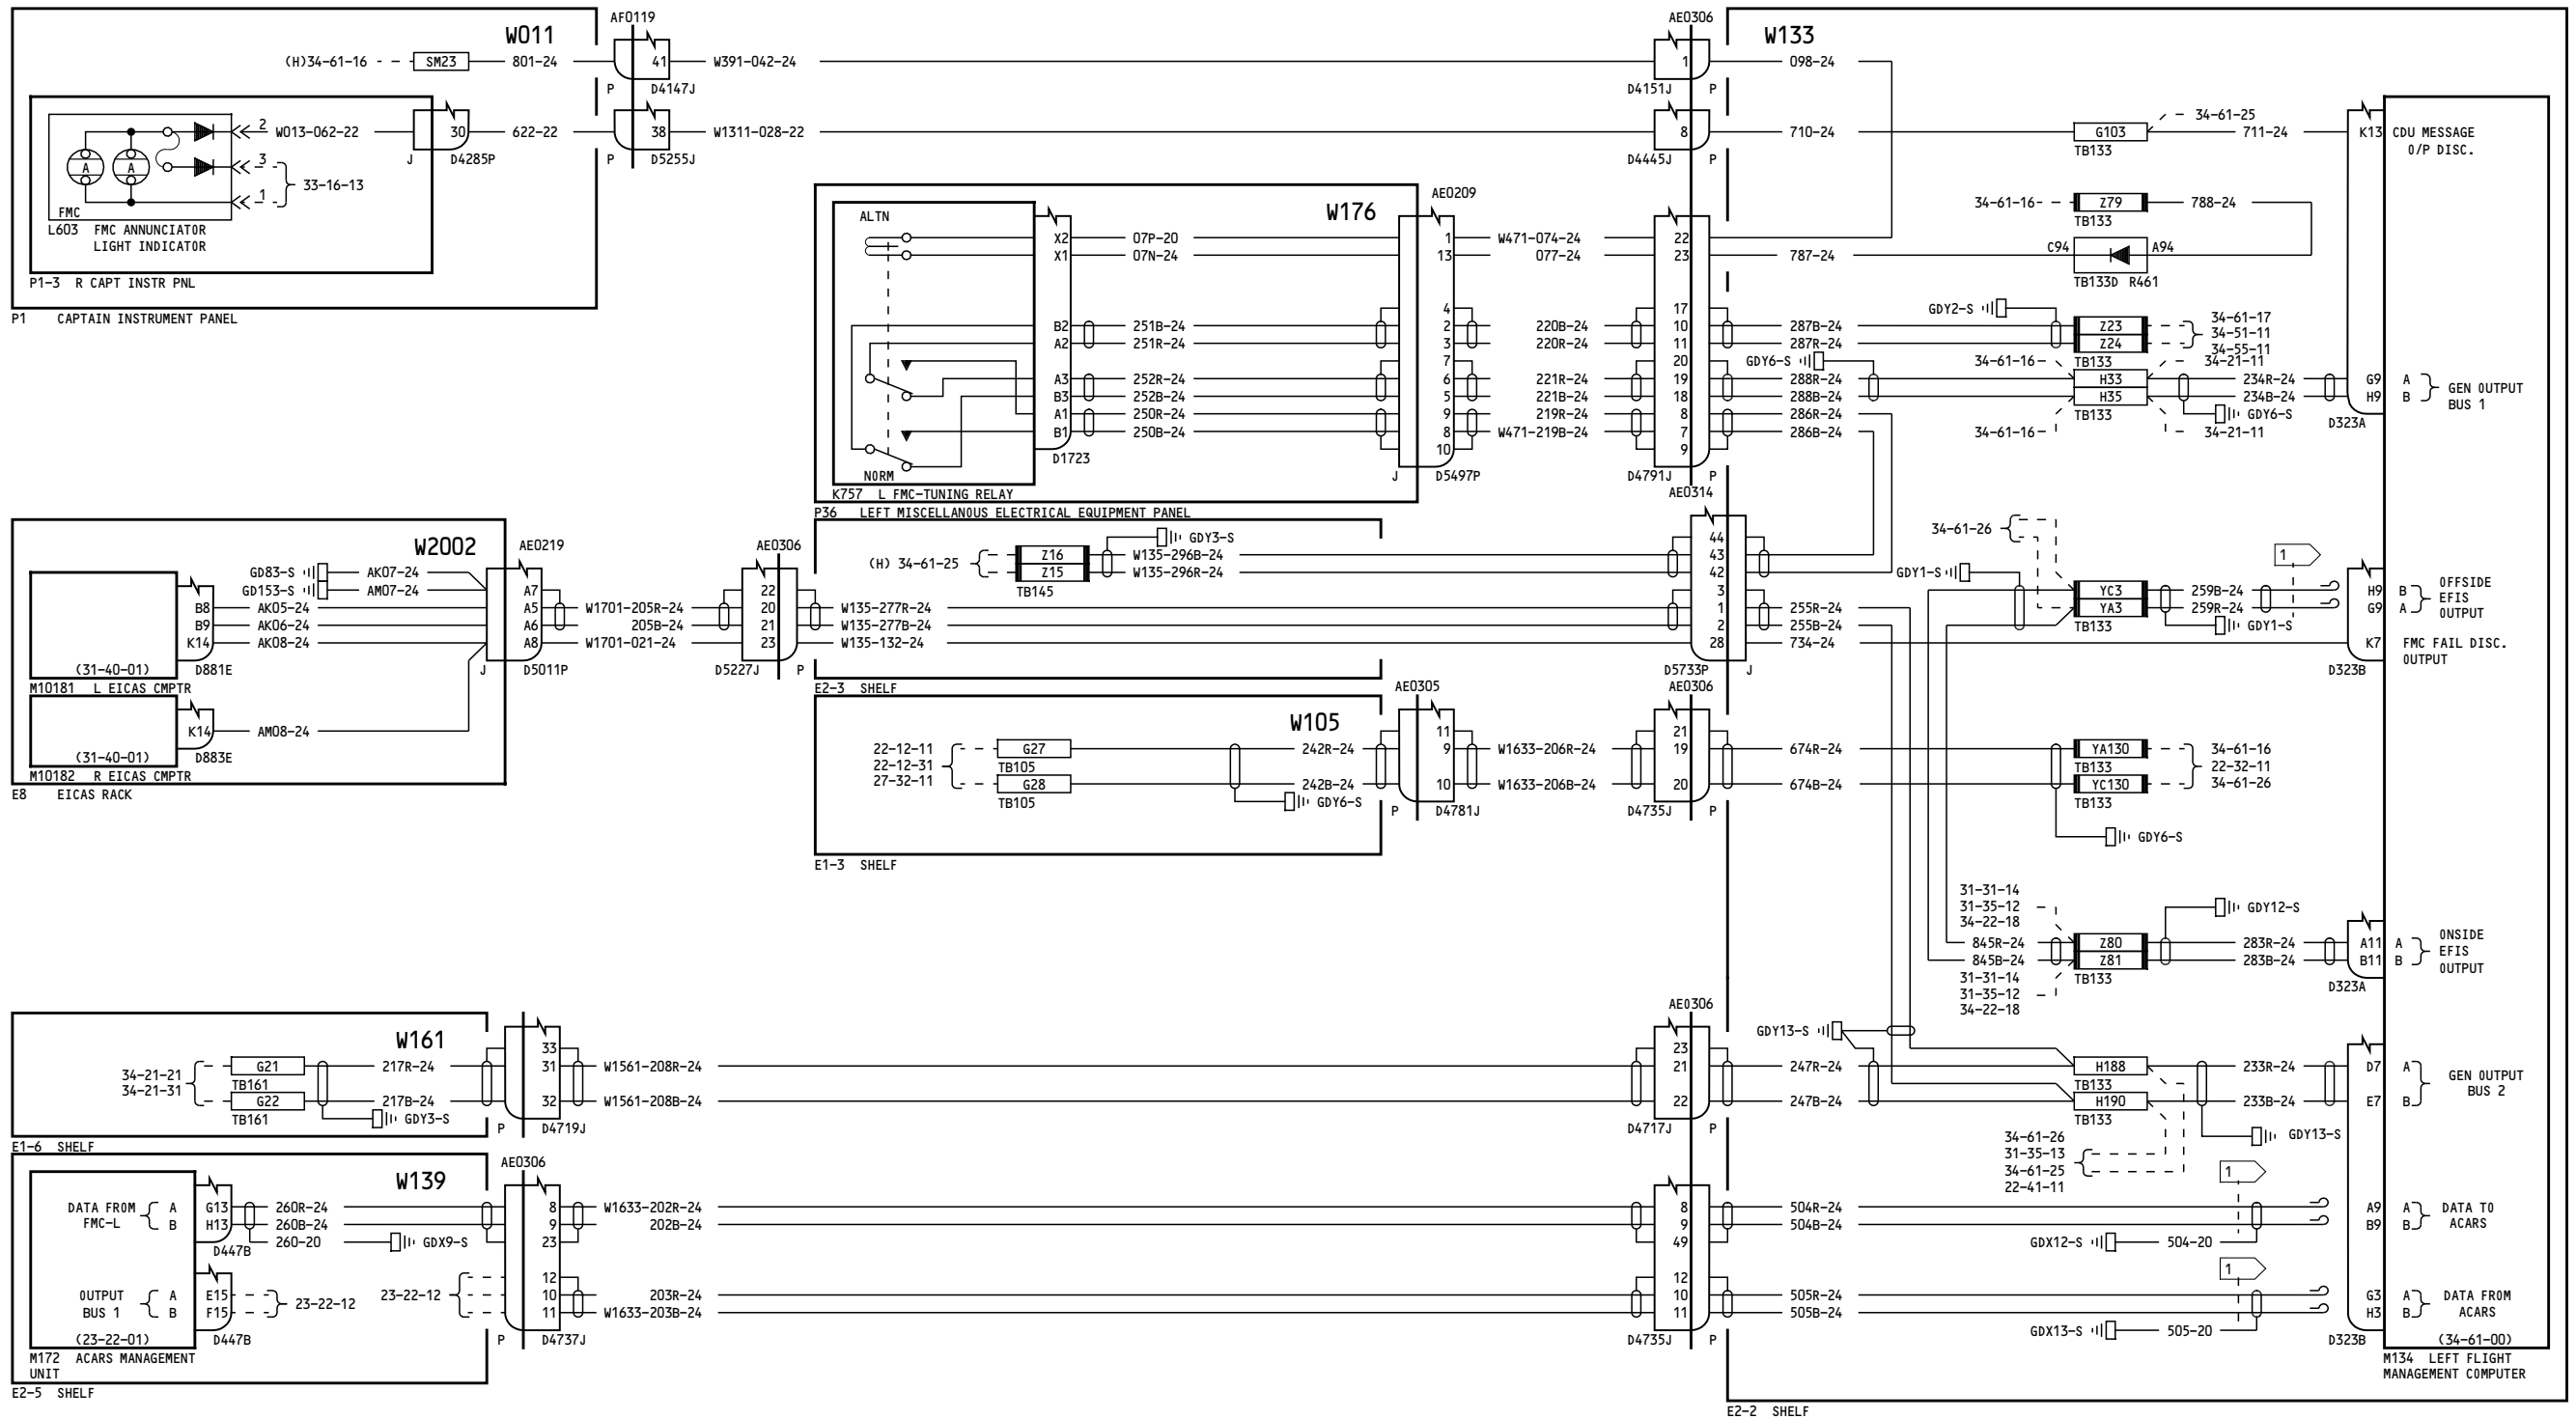 W011
AF0119
AE0306
W133
(H)34-61-16
SM23
801-24
41
W391-042-24
1
098-24
P
D4147J
D4151J
P
2
W013-062-22
30
622-22
38
W1311-028-22
8
710-24
G103
34-61-25
711-24
K13
CDU MESSAGE
O/P DISC.
TB133
J
D4285P
P
D5255J
D4445J
P
A
A
3
1
33-16-13
FMC
L603 FMC ANNUNCIATOR
LIGHT INDICATOR
P1-3 R CAPT INSTR PNL
P1 CAPTAIN INSTRUMENT PANEL
ALTN
W176
AE0209
X2
07P-20
1
W471-074-24
22
X1
07N-24
13
077-24
23
787-24
34-61-16
Z79
788-24
TB133
C94
A94
TB133D R461
4
17
B2
251B-24
2
220B-24
10
287B-24
A2
251R-24
3
220R-24
11
287R-24
7
20
A3
252R-24
6
221R-24
19
288R-24
B3
252B-24
5
221B-24
18
288B-24
A1
250R-24
9
219R-24
8
286R-24
B1
250B-24
8
W471-219B-24
7
286B-24
10
9
D1723
NORM
J
D5497P
D4791J
P
K757 L FMC-TUNING RELAY
P36 LEFT MISCELLANOUS ELECTRICAL EQUIPMENT PANEL
GDY2-S
Z23
Z24
TB133
34-61-17
34-51-11
34-55-11
GDY6-S
34-61-16
34-21-11
H33
H35
TB133
234R-24
234B-24
GDY6-S
34-61-16
34-21-11
G9
H9
A
B
GEN OUTPUT
BUS 1
D323A
AE0314
W2002
AE0219
AE0306
GD83-S
AK07-24
GD153-S
AM07-24
B8
AK05-24
B9
AK06-24
K14
AK08-24
A7
A5
A6
A8
W1701-205R-24
205B-24
W1701-021-24
22
20
21
23
W135-277R-24
W135-277B-24
W135-132-24
(31-40-01)
D881E
J
D5011P
D5227J
P
M10181 L EICAS CMPTR
K14
AM08-24
(31-40-01)
D883E
M10182 R EICAS CMPTR
E8 EICAS RACK
(H) 34-61-25
Z16
Z15
TB145
GDY3-S
W135-296B-24
W135-296R-24
E2-3 SHELF
44
43
42
3
1
2
28
255R-24
255B-24
734-24
D5733P
J
34-61-26
GDY1-S
YC3
YA3
TB133
259B-24
259R-24
GDY1-S
1
H9
G9
B
A
OFFSIDE
EFIS
OUTPUT
K7
FMC FAIL DISC.
OUTPUT
D323B
W105
AE0305
AE0306
22-12-11
22-12-31
27-32-11
G27
TB105
G28
TB105
242R-24
242B-24
GDY6-S
11
9
10
W1633-206R-24
W1633-206B-24
21
19
20
674R-24
674B-24
YA130
TB133
YC130
TB133
34-61-16
22-32-11
34-61-26
GDY6-S
P
D4781J
D4735J
P
E1-3 SHELF
31-31-14
31-35-12
34-22-18
GDY12-S
845R-24
845B-24
Z80
Z81
TB133
283R-24
283B-24
A11
B11
A
B
ONSIDE
EFIS
OUTPUT
D323A
31-31-14
31-35-12
34-22-18
W161
AE0306
GDY13-S
34-21-21
34-21-31
G21
TB161
G22
TB161
217R-24
217B-24
GDY3-S
33
31
32
W1561-208R-24
W1561-208B-24
23
21
22
247R-24
247B-24
H188
TB133
H190
TB133
233R-24
233B-24
GDY13-S
D7
E7
A
B
GEN OUTPUT
BUS 2
P
D4719J
D4717J
P
E1-6 SHELF
34-61-26
31-35-13
34-61-25
22-41-11
W139
AE0306
DATA FROM
FMC-L
A
B
G13
H13
260R-24
260B-24
260-20
GDX9-S
D447B
8
9
23
W1633-202R-24
202B-24
8
9
49
504R-24
504B-24
1
GDX12-S
504-20
A9
B9
A
B
DATA TO
ACARS
OUTPUT
BUS 1
A
B
E15
F15
23-22-12
23-22-12
12
10
11
203R-24
W1633-203B-24
12
10
11
505R-24
505B-24
1
GDX13-S
505-20
G3
H3
A
B
DATA FROM
ACARS
(23-22-01)
D447B
P
D4737J
D4735J
P
D323B
(34-61-00)
M172 ACARS MANAGEMENT
UNIT
E2-5 SHELF
M134 LEFT FLIGHT
MANAGEMENT COMPUTER
E2-2 SHELF